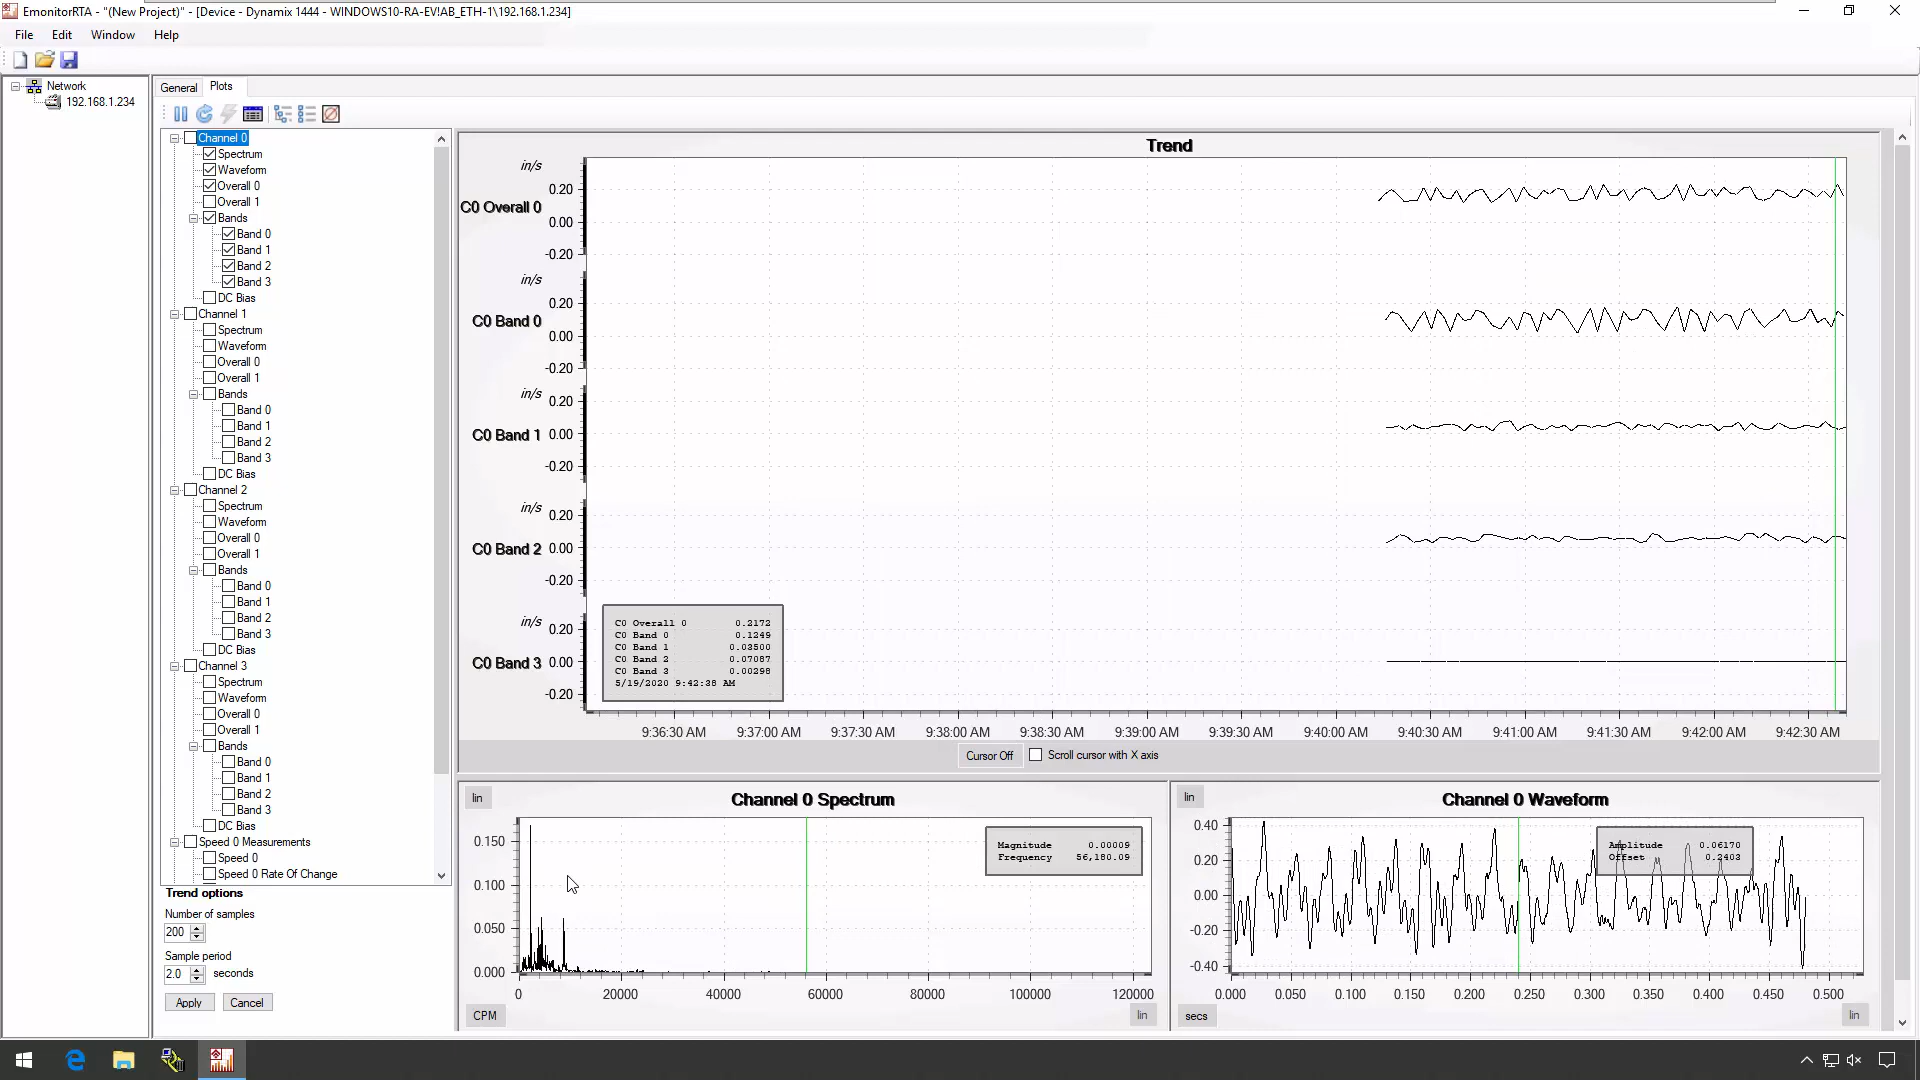 EmonitorRTA - "(New Project)" - [Device - Dynamix 1444 - WINDOWS10-RA-EV!AB_ETH-1\192.168.1.234]
File Edit Window Help
Network
192.168.1.234
General Plots
Channel 0
Spectrum
Waveform
Overall 0
Overall 1
Bands
Band 0
Band 1
Band 2
Band 3
DC Bias
Channel 1
Spectrum
Waveform
Overall 0
Overall 1
Bands
Band 0
Band 1
Band 2
Band 3
DC Bias
Channel 2
Spectrum
Waveform
Overall 0
Overall 1
Bands
Band 0
Band 1
Band 2
Band 3
DC Bias
Channel 3
Spectrum
Waveform
Overall 0
Overall 1
Bands
Band 0
Band 1
Band 2
Band 3
DC Bias
Speed 0 Measurements
Speed 0
Speed 0 Rate Of Change
Trend options
Number of samples
200
Sample period
2.0 seconds
Apply Cancel
Trend
in/s
0.20
C0 Overall 0
0.00
-0.20
in/s
0.20
C0 Band 0
0.00
-0.20
in/s
0.20
C0 Band 1 0.00
-0.20
in/s
0.20
C0 Band 2 0.00
-0.20
in/s
0.20
C0 Band 3 0.00
-0.20
C0 Overall 0 0.2172
C0 Band 0 0.1249
C0 Band 1 0.03500
C0 Band 2 0.07087
C0 Band 3 0.00298
5/19/2020 9:42:38 AM
9:36:30 AM 9:37:00 AM 9:37:30 AM 9:38:00 AM 9:38:30 AM 9:39:00 AM 9:39:30 AM 9:40:00 AM 9:40:30 AM 9:41:00 AM 9:41:30 AM 9:42:00 AM 9:42:30 AM
Cursor Off Scroll cursor with X axis
lin Channel 0 Spectrum
0.150
0.100
0.050
0.000
Magnitude 0.00009
Frequency 56,180.09
0 20000 40000 60000 80000 100000 120000
CPM lin
lin Channel 0 Waveform
0.40
0.20
0.00
-0.20
-0.40
Amplitude 0.06170
Offset 0.2403
0.000 0.050 0.100 0.150 0.200 0.250 0.300 0.350 0.400 0.450 0.500
secs lin